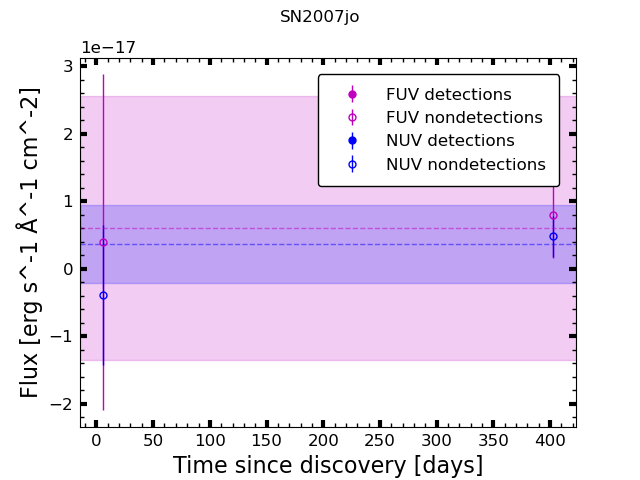 SN2007jo
1e−17
3
2
1
0
−1
−2
Flux [erg s^-1 Å^-1 cm^-2]
FUV detections
FUV nondetections
NUV detections
NUV nondetections
0 50 100 150 200 250 300 350 400
Time since discovery [days]